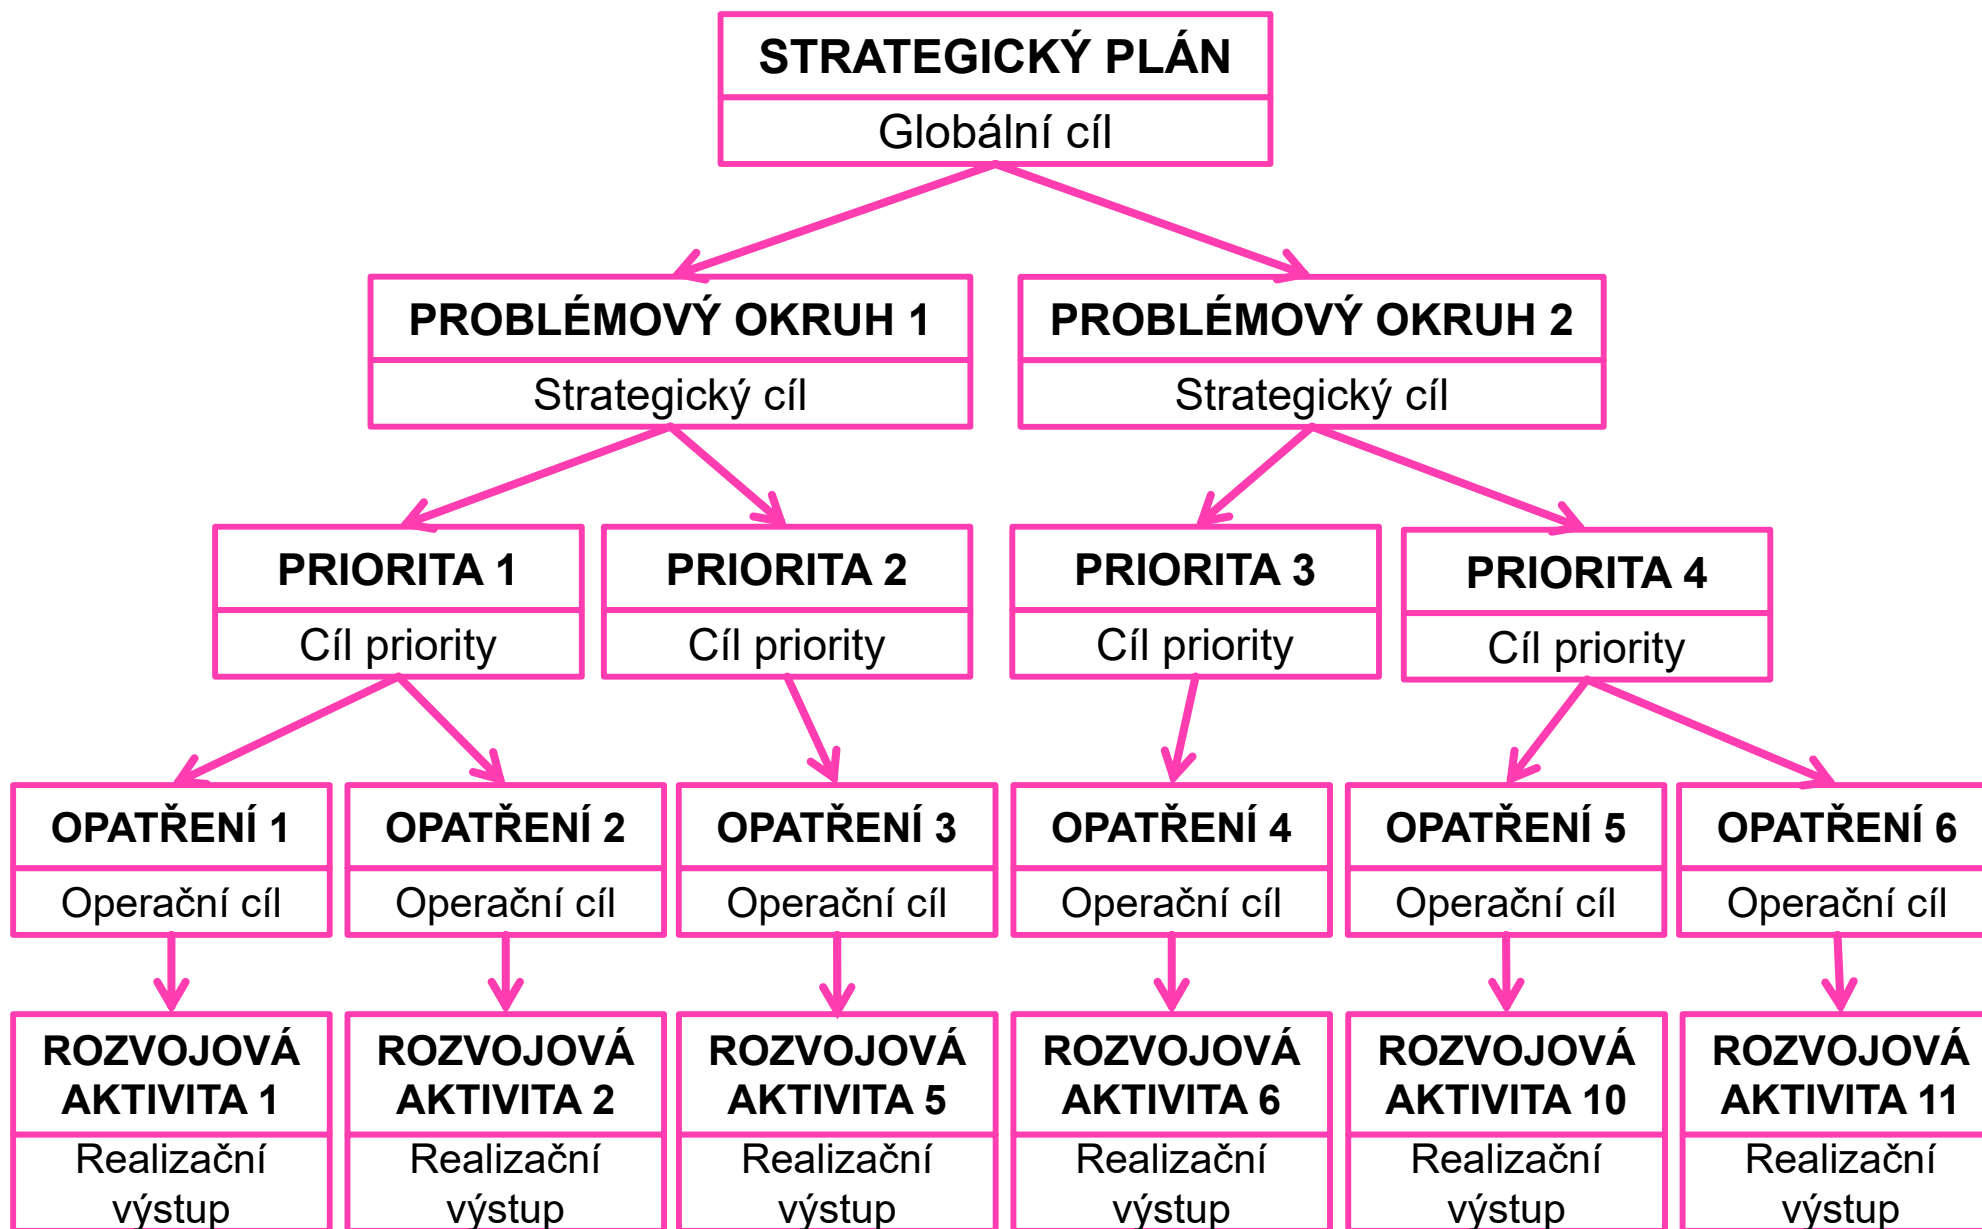 STRATEGICKÝ PLÁN
Globální cíl
PROBLÉMOVÝ OKRUH 1
Strategický cíl
PROBLÉMOVÝ OKRUH 2
Strategický cíl
PRIORITA 1
Cíl priority
PRIORITA 2
Cíl priority
PRIORITA 3
Cíl priority
PRIORITA 4
Cíl priority
OPATŘENÍ 1
Operační cíl
OPATŘENÍ 2
Operační cíl
OPATŘENÍ 3
Operační cíl
OPATŘENÍ 4
Operační cíl
OPATŘENÍ 5
Operační cíl
OPATŘENÍ 6
Operační cíl
ROZVOJOVÁ
AKTIVITA 1
Realizační
výstup
ROZVOJOVÁ
AKTIVITA 2
Realizační
výstup
ROZVOJOVÁ
AKTIVITA 5
Realizační
výstup
ROZVOJOVÁ
AKTIVITA 6
Realizační
výstup
ROZVOJOVÁ
AKTIVITA 10
Realizační
výstup
ROZVOJOVÁ
AKTIVITA 11
Realizační
výstup